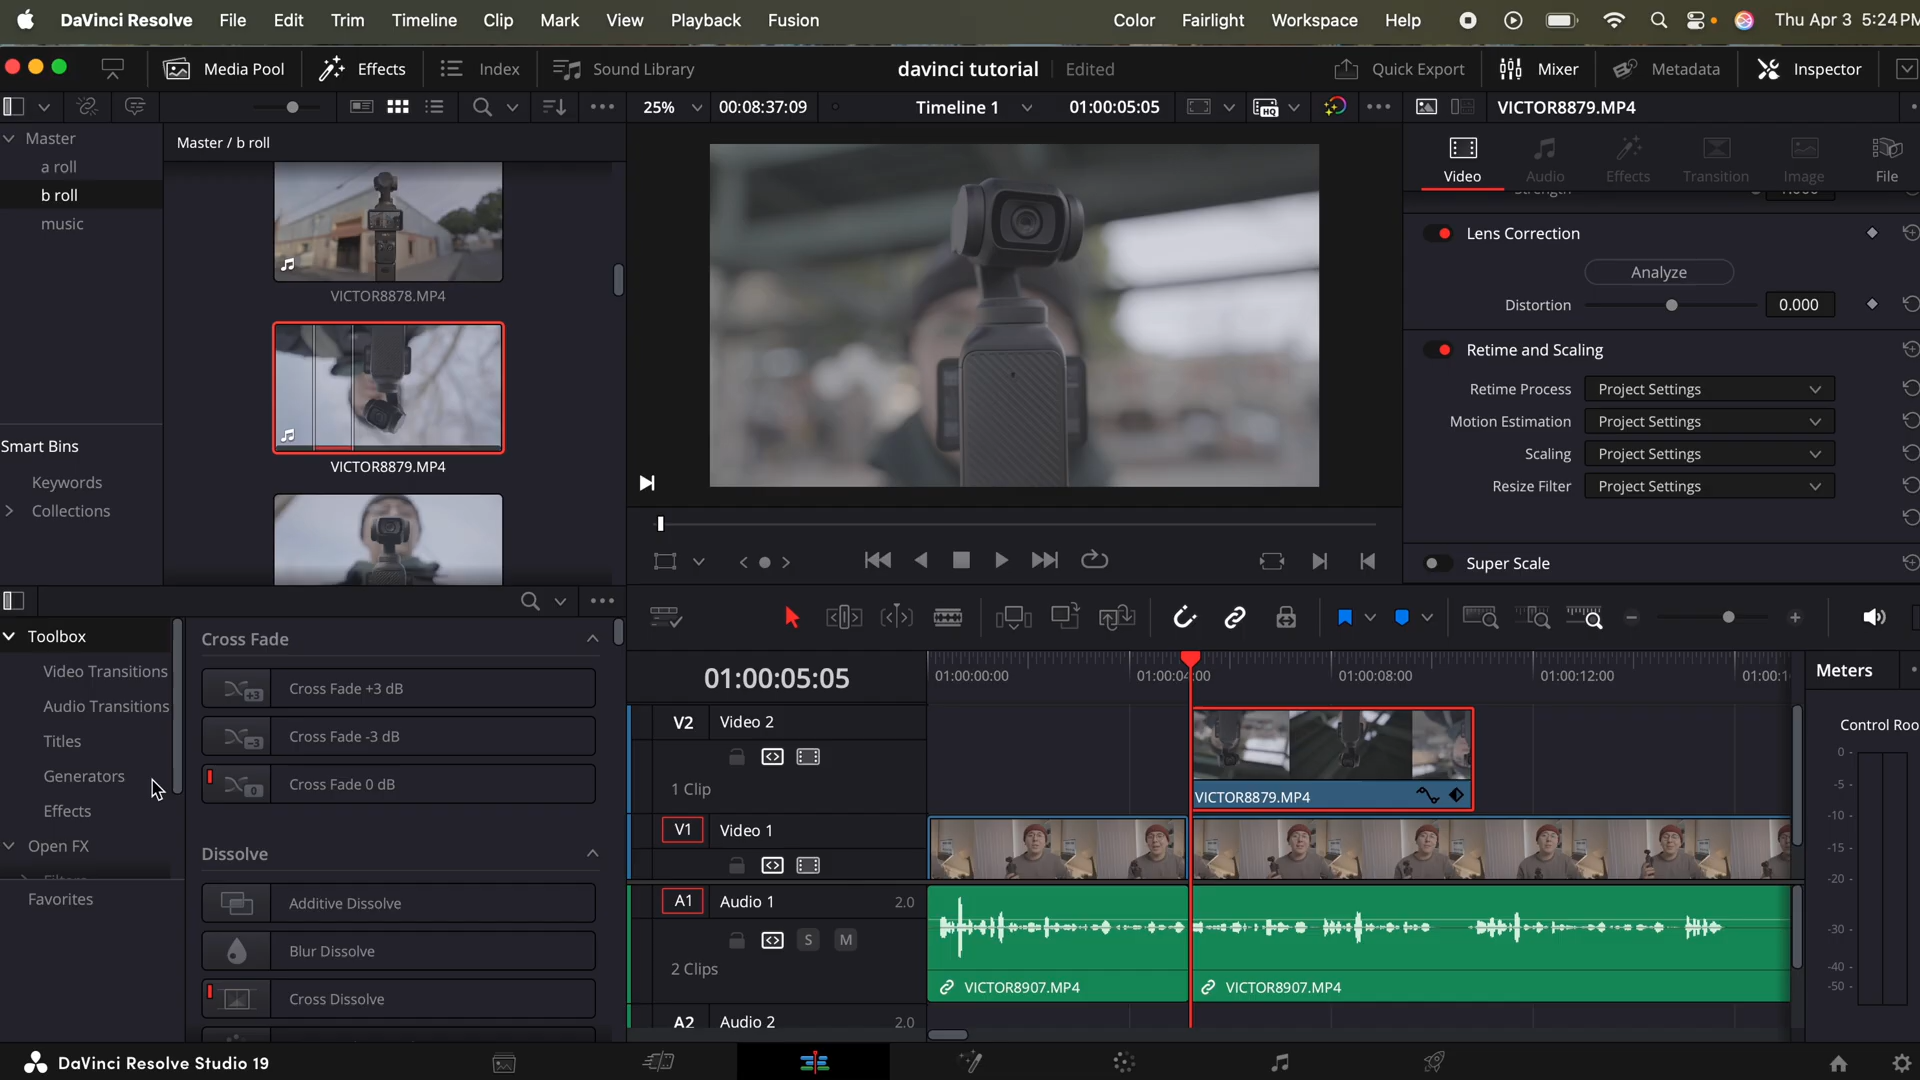 DaVinci Resolve File Edit Trim Timeline Clip Mark View Playback Fusion Color Fairlight Workspace Help Thu Apr 3 5:24PM
Media Pool Effects Index Sound Library davinci tutorial Edited Quick Export Mixer Metadata Inspector
25% 00:08:37:09 Timeline 1 01:00:05:05 HQ VICTOR8879.MP4
Master
a roll
b roll
music
Smart Bins
Keywords
Collections
Master / b roll
VICTOR8878.MP4
VICTOR8879.MP4
Video Audio Effects Transition Image File
Lens Correction
Analyze
Distortion 0.000
Retime and Scaling
Retime Process Project Settings
Motion Estimation Project Settings
Scaling Project Settings
Resize Filter Project Settings
Super Scale
Toolbox
Video Transitions
Audio Transitions
Titles
Generators
Effects
Open FX
Favorites
Cross Fade
+3 Cross Fade +3 dB
-3 Cross Fade -3 dB
0 Cross Fade 0 dB
Dissolve
Additive Dissolve
Blur Dissolve
Cross Dissolve
01:00:05:05
01:00:00:00 01:00:04:00 01:00:08:00 01:00:12:00 01:00:1
V2 Video 2
1 Clip
VICTOR8879.MP4
V1 Video 1
A1 Audio 1 2.0
S M
2 Clips
VICTOR8907.MP4 VICTOR8907.MP4
A2 Audio 2 2.0
Meters
Control Roo
0
-5
-10
-15
-20
-30
-40
-50
DaVinci Resolve Studio 19